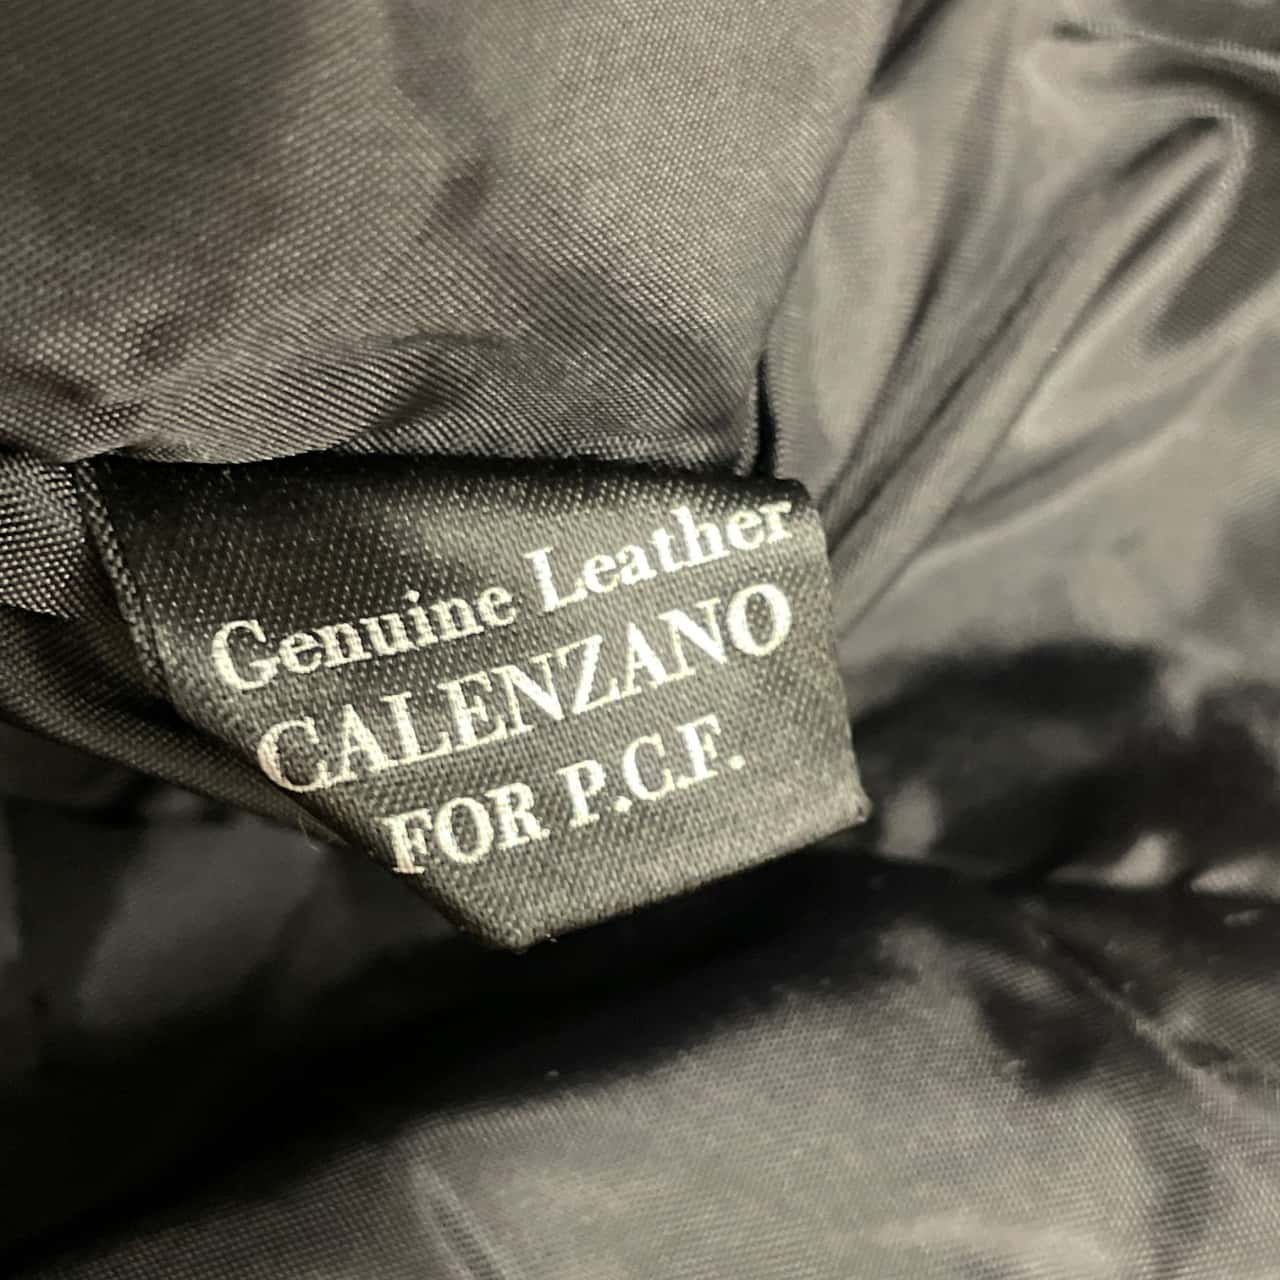 Genuine Leather
CALENZANO
FOR P.C.F.